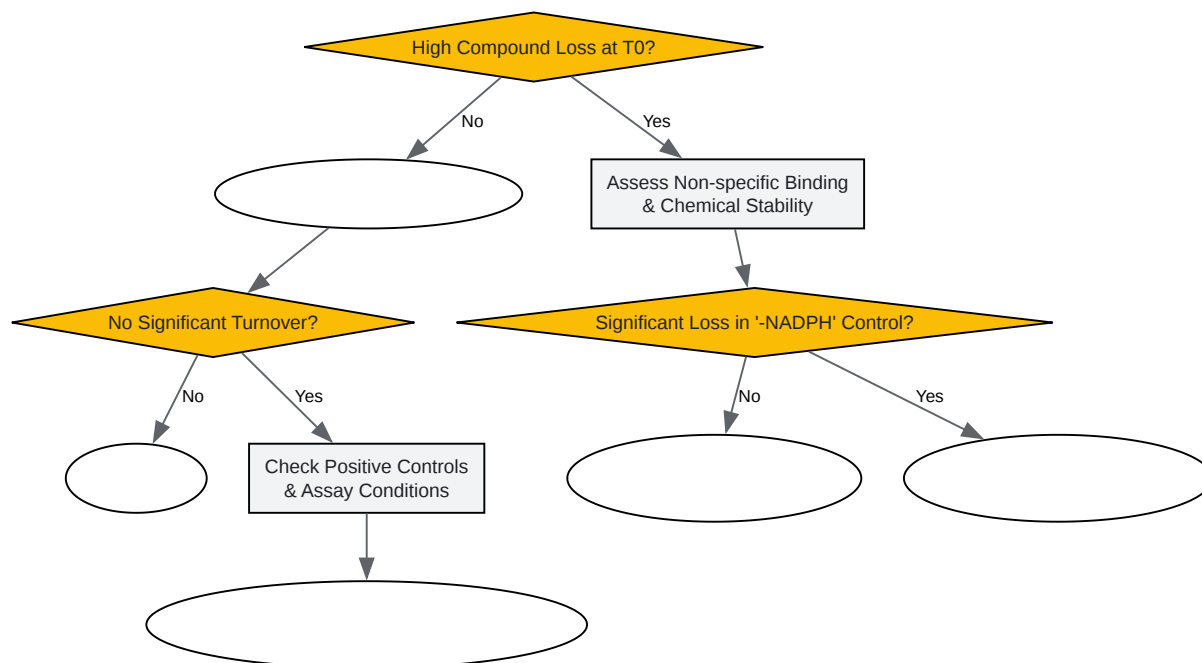 High Compound Loss at T0?
No
Yes
Assess Non-specific Binding
& Chemical Stability
No Significant Turnover?
Significant Loss in '-NADPH' Control?
No
Yes
No
Yes
Check Positive Controls
& Assay Conditions